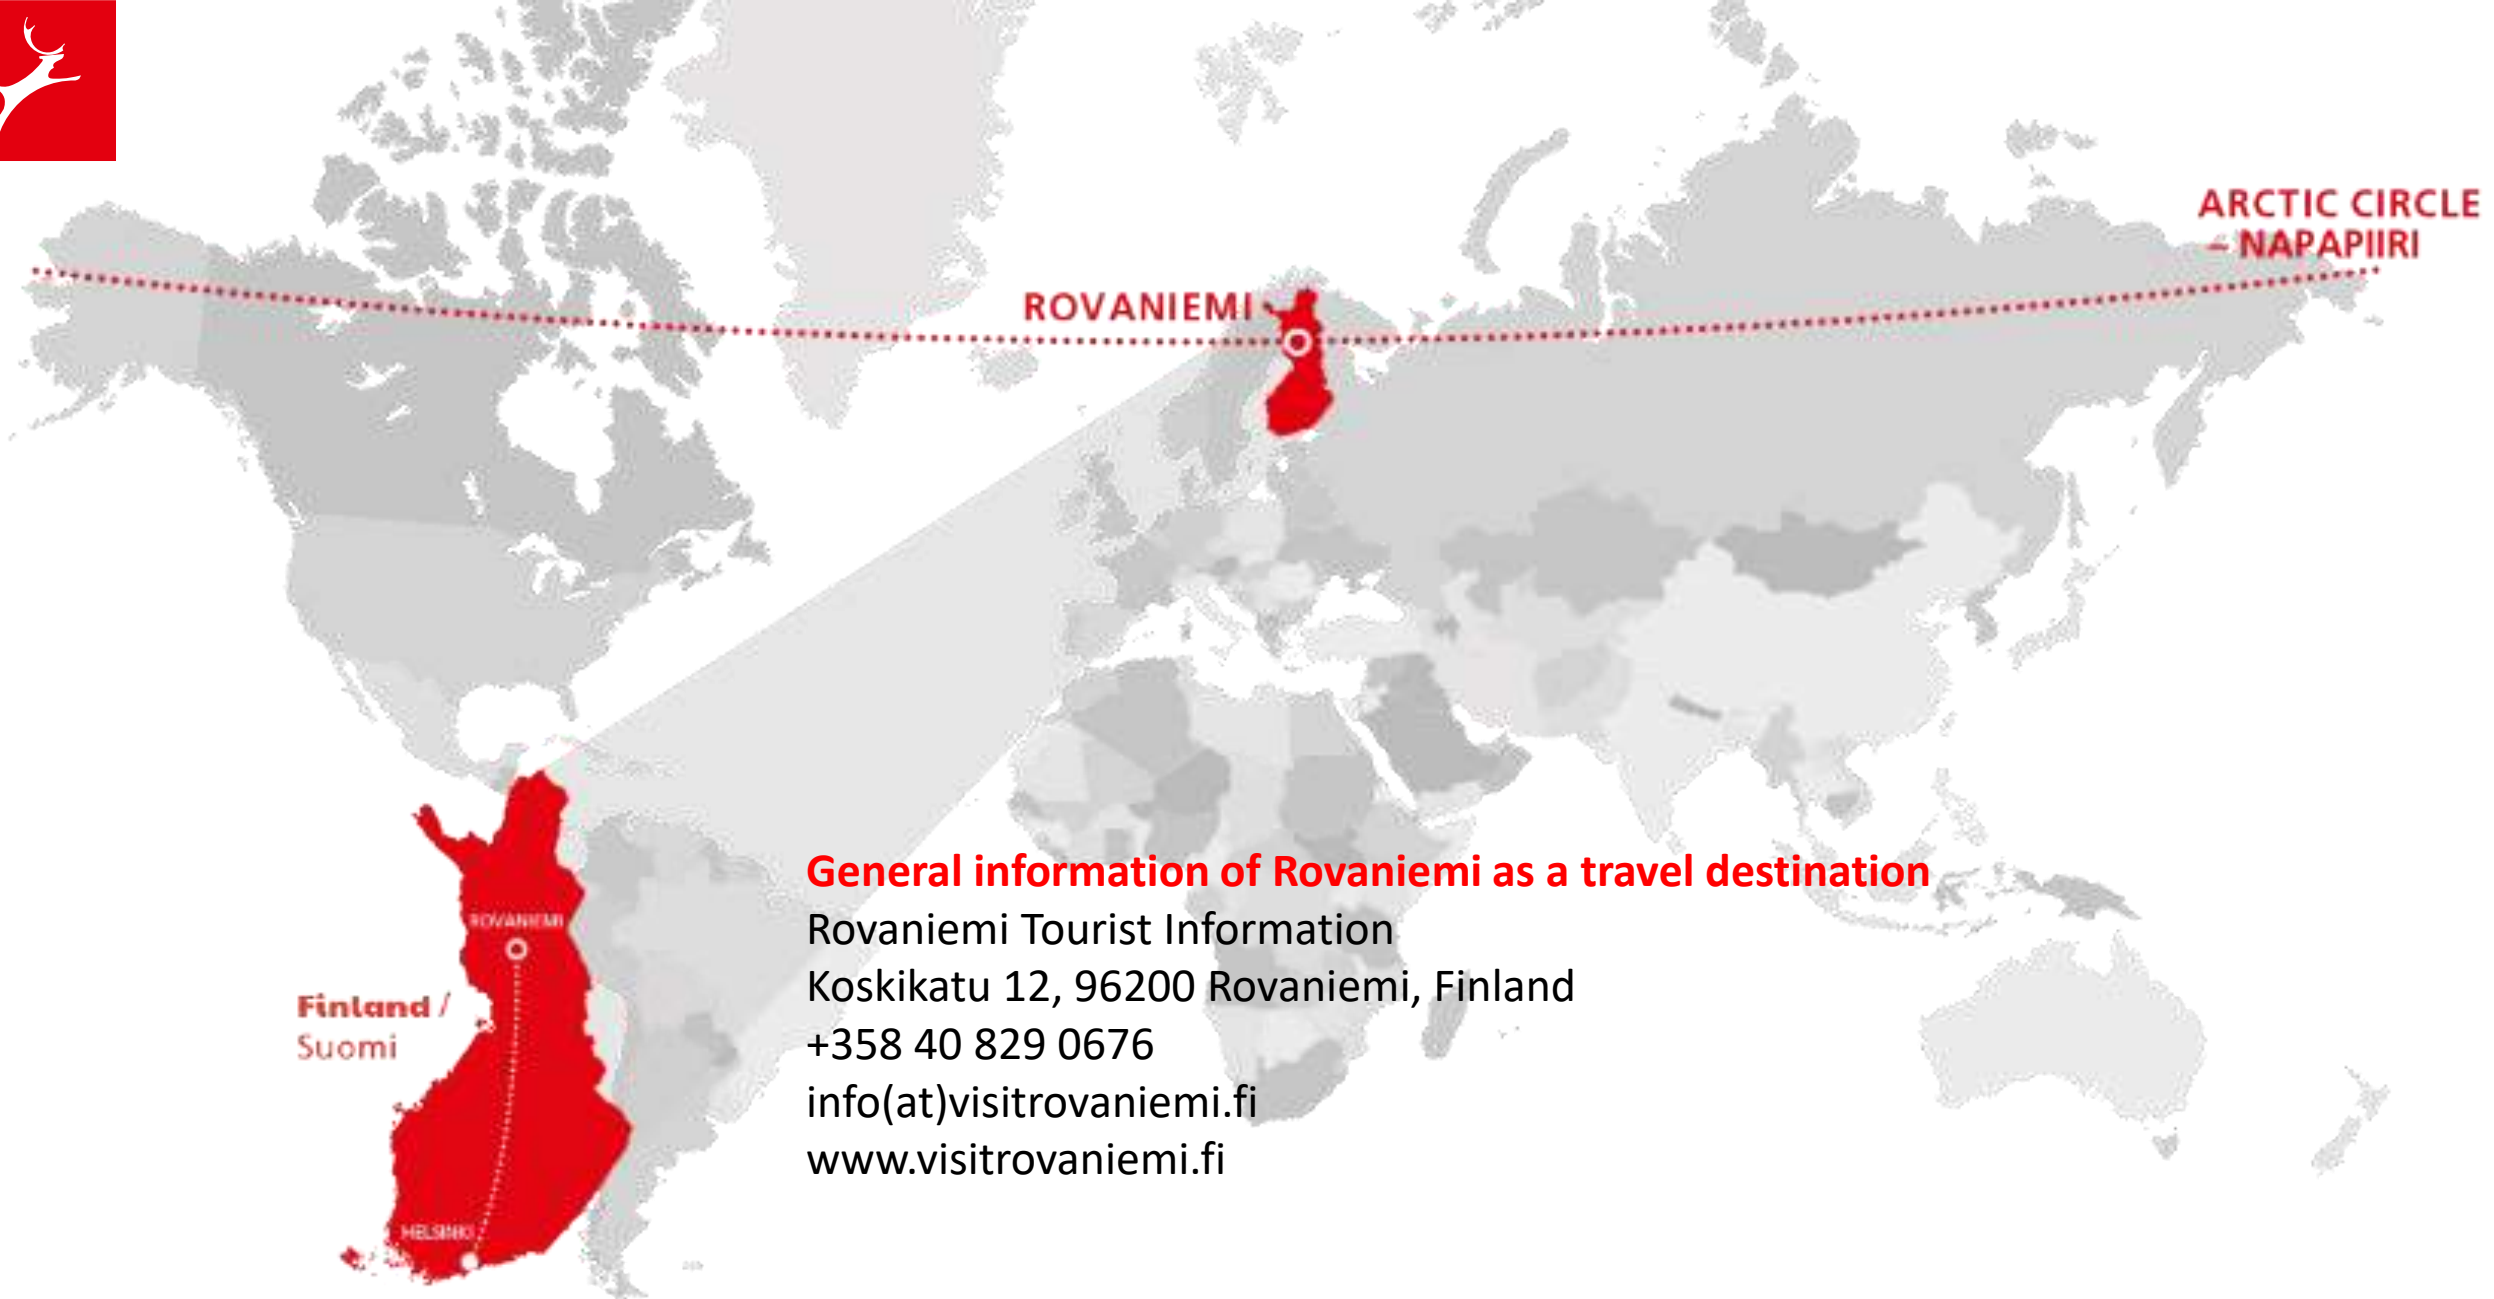 ARCTIC CIRCLE
– NAPAPIIRI
ROVANIEMI
General information of Rovaniemi as a travel destination
Rovaniemi Tourist Information
Koskikatu 12, 96200 Rovaniemi, Finland
+358 40 829 0676
info(at)visitrovaniemi.fi
www.visitrovaniemi.fi
ROVANIEMI
Finland /
Suomi
HELSINKI